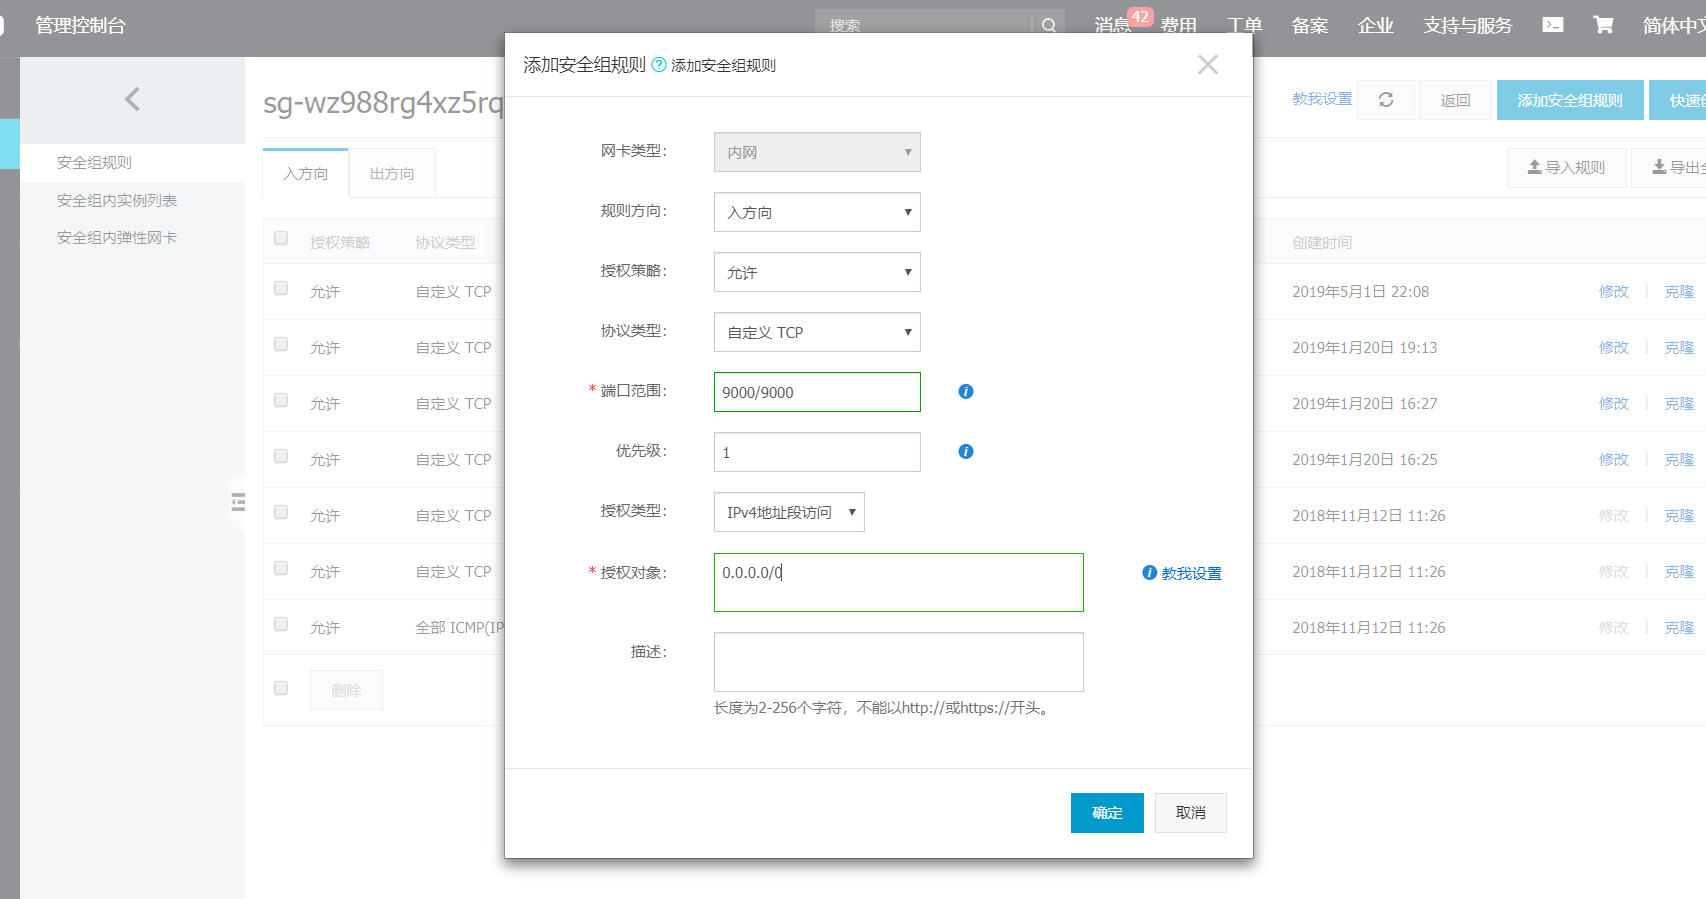 管理控制台
搜索
消息 42 费用 工单 备案 企业 支持与服务 简体中文
sg-wz988rg4xz5rq
教我设置 返回 添加安全组规则 快速
安全组规则
安全组内实例列表
安全组内弹性网卡
入方向 出方向
导入规则 导出
授权策略 协议类型 创建时间
允许 自定义 TCP 2019年5月1日 22:08 修改 克隆
允许 自定义 TCP 2019年1月20日 19:13 修改 克隆
允许 自定义 TCP 2019年1月20日 16:27 修改 克隆
允许 自定义 TCP 2019年1月20日 16:25 修改 克隆
允许 自定义 TCP 2018年11月12日 11:26 修改 克隆
允许 自定义 TCP 2018年11月12日 11:26 修改 克隆
允许 全部 ICMP(IP 2018年11月12日 11:26 修改 克隆
删除
添加安全组规则 ? 添加安全组规则
网卡类型： 内网
规则方向： 入方向
授权策略： 允许
协议类型： 自定义 TCP
* 端口范围： 9000/9000
优先级： 1
授权类型： IPv4地址段访问
* 授权对象： 0.0.0.0/0 教我设置
描述：
长度为2-256个字符，不能以http://或https://开头。
确定 取消